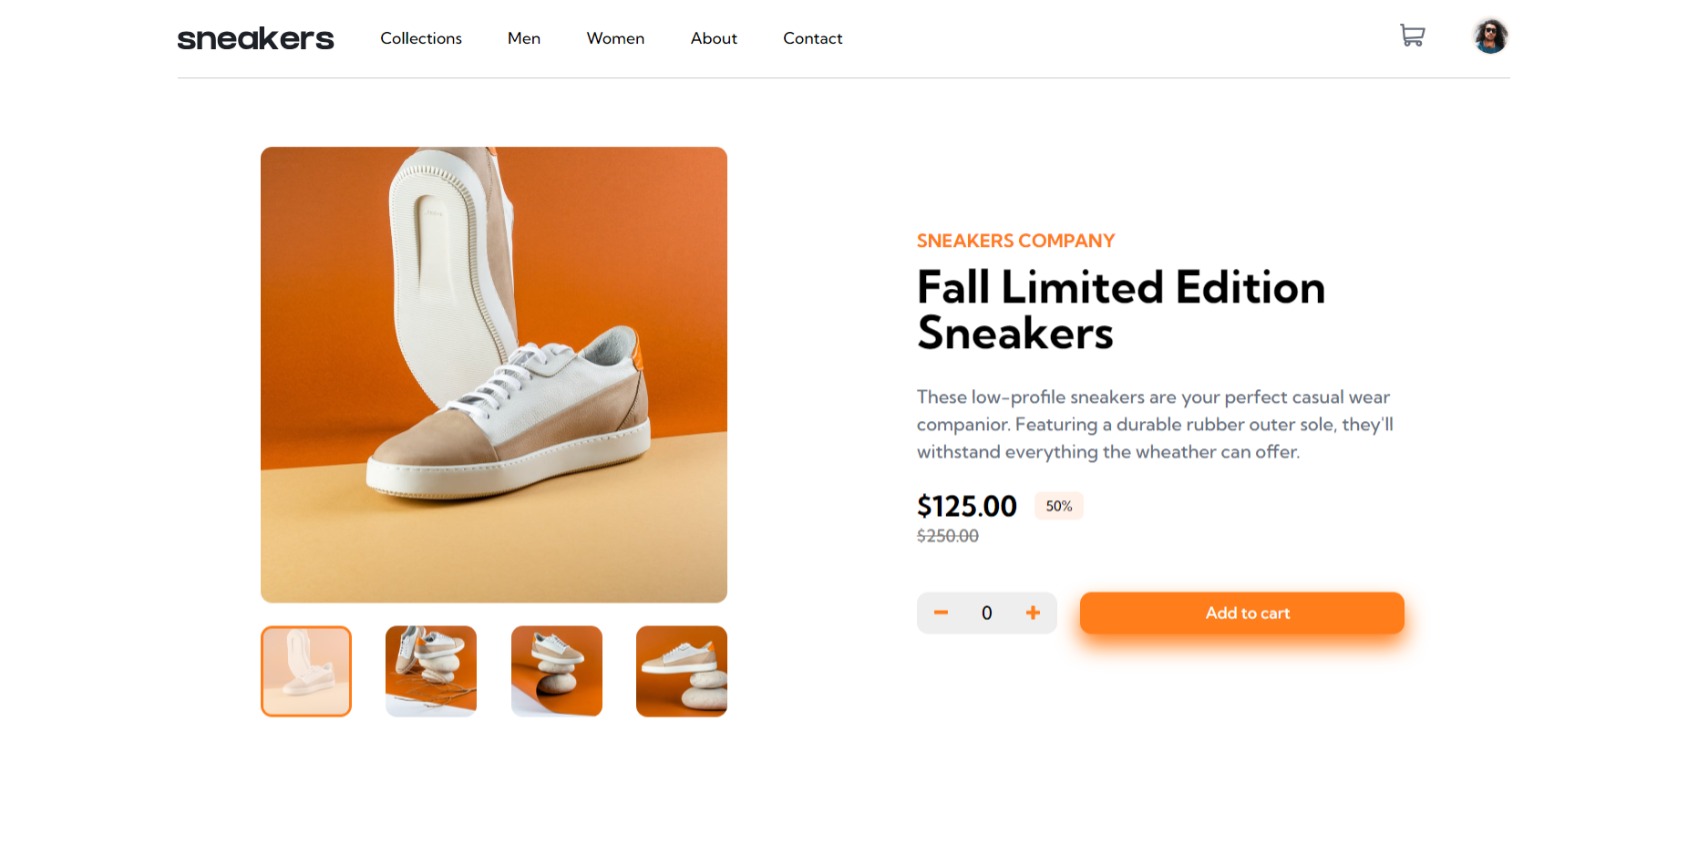 sneakers
Collections
Men
Women
About
Contact
SNEAKERS COMPANY
Fall Limited Edition
Sneakers
These low-profile sneakers are your perfect casual wear
companior. Featuring a durable rubber outer sole, they'll
withstand everything the wheather can offer.
$125.00
50%
$250.00
0
Add to cart